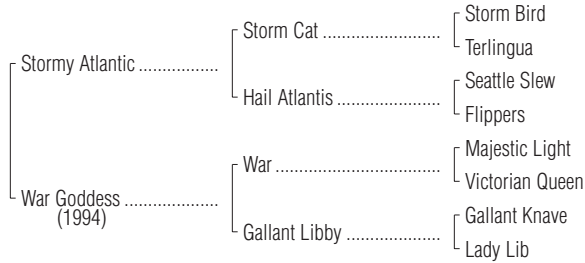 Storm Bird
Storm Cat ........................
Terlingua
Stormy Atlantic ................
Seattle Slew
Hail Atlantis .....................
Flippers
Majestic Light
War ..................................
Victorian Queen
War Goddess ...................
(1994)
Gallant Knave
Gallant Libby ...................
Lady Lib